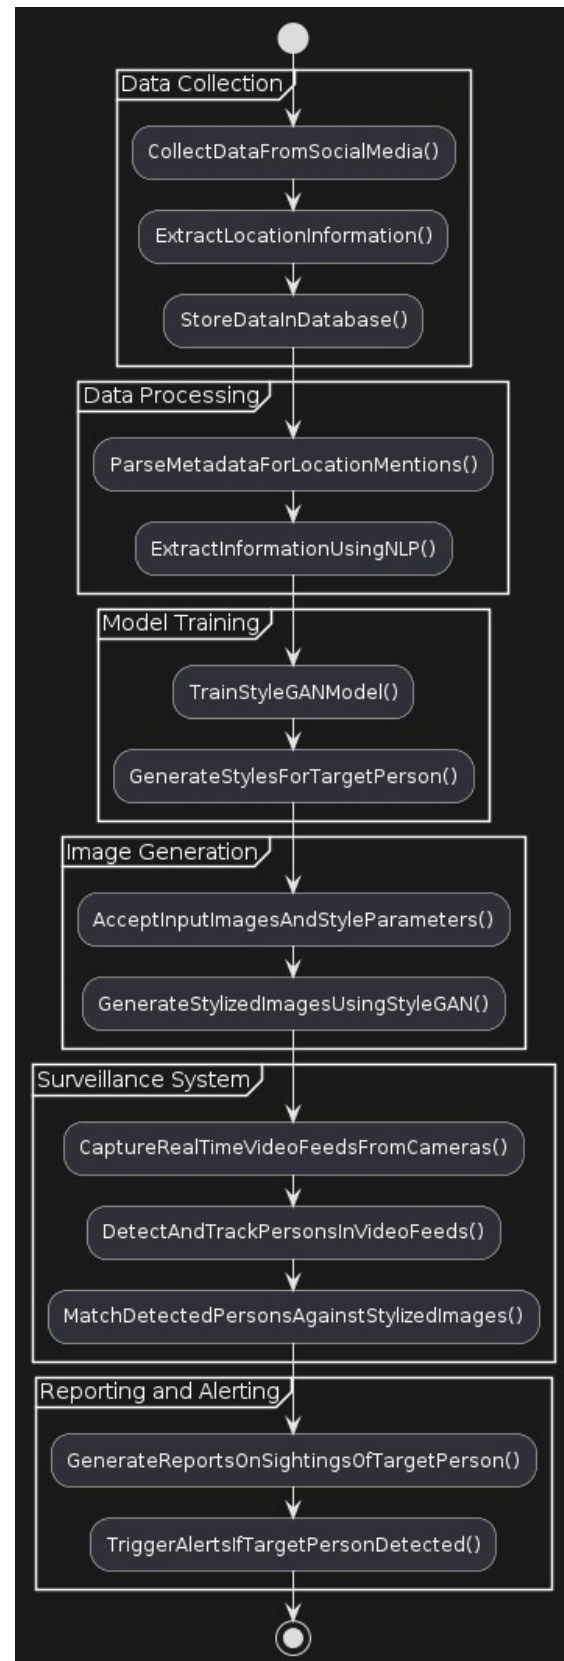 Data Collection
CollectDataFromSocialMedia()
ExtractLocationInformation()
StoreDataInDatabase()
Data Processing
ParseMetadataForLocationMentions()
ExtractInformationUsingNLP()
Model Training
TrainStyleGANModel()
GenerateStylesForTargetPerson()
Image Generation
AcceptInputImagesAndStyleParameters()
GenerateStylizedImagesUsingStyleGAN()
Surveillance System
CaptureRealTimeVideoFeedsFromCameras()
DetectAndTrackPersonsInVideoFeeds()
MatchDetectedPersonsAgainstStylizedImages()
Reporting and Alerting
GenerateReportsOnSightingsOfTargetPerson()
TriggerAlertsIfTargetPersonDetected()